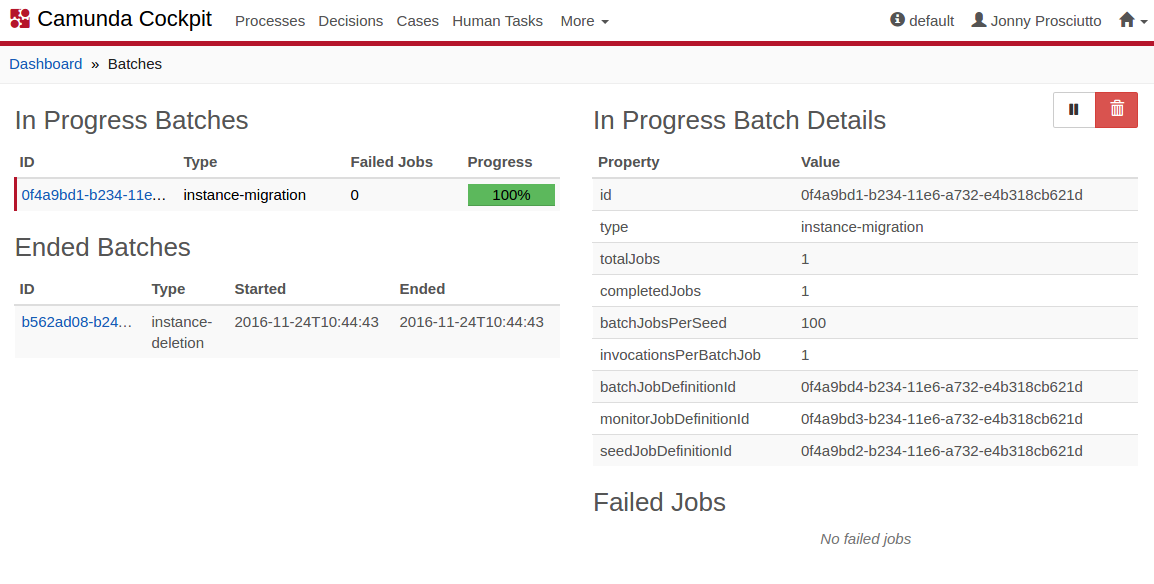 Camunda Cockpit Processes Decisions Cases Human Tasks More default Jonny Prosciutto
Dashboard » Batches
In Progress Batches
ID Type Failed Jobs Progress
0f4a9bd1-b234-11e... instance-migration 0 100%
Ended Batches
ID Type Started Ended
b562ad08-b24... instance- 2016-11-24T10:44:43 2016-11-24T10:44:43
deletion
In Progress Batch Details
Property Value
id 0f4a9bd1-b234-11e6-a732-e4b318cb621d
type instance-migration
totalJobs 1
completedJobs 1
batchJobsPerSeed 100
invocationsPerBatchJob 1
batchJobDefinitionId 0f4a9bd4-b234-11e6-a732-e4b318cb621d
monitorJobDefinitionId 0f4a9bd3-b234-11e6-a732-e4b318cb621d
seedJobDefinitionId 0f4a9bd2-b234-11e6-a732-e4b318cb621d
Failed Jobs
No failed jobs